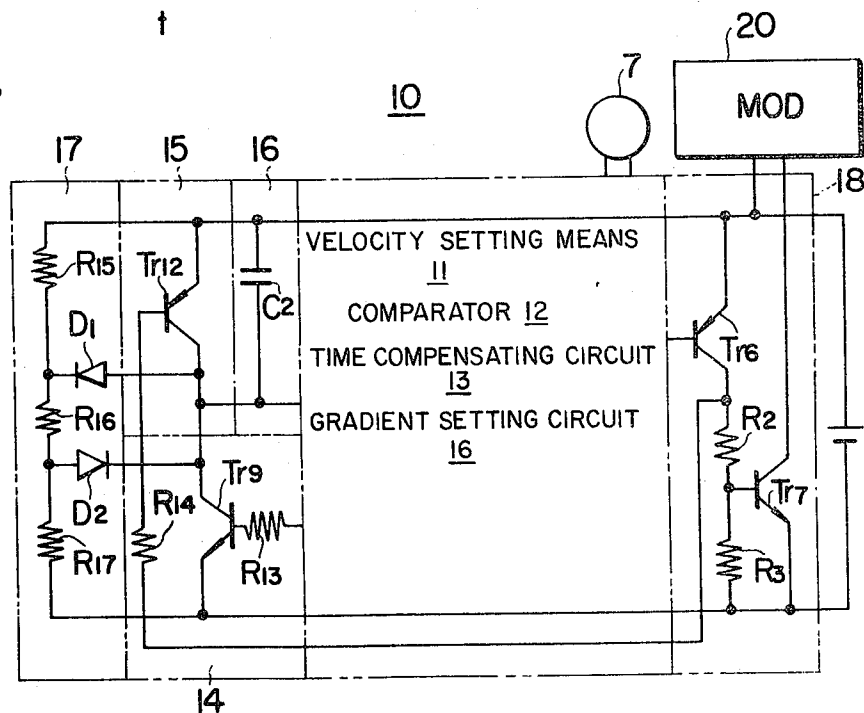 t
20
7
MOD
10
17
15
16
18
VELOCITY SETTING MEANS
11
COMPARATOR 12
TIME COMPENSATING CIRCUIT
13
GRADIENT SETTING CIRCUIT
16
R15
Tr12
C2
D1
Tr6
R16
R2
Tr9
D2
R14
Tr7
R17
R13
R3
14